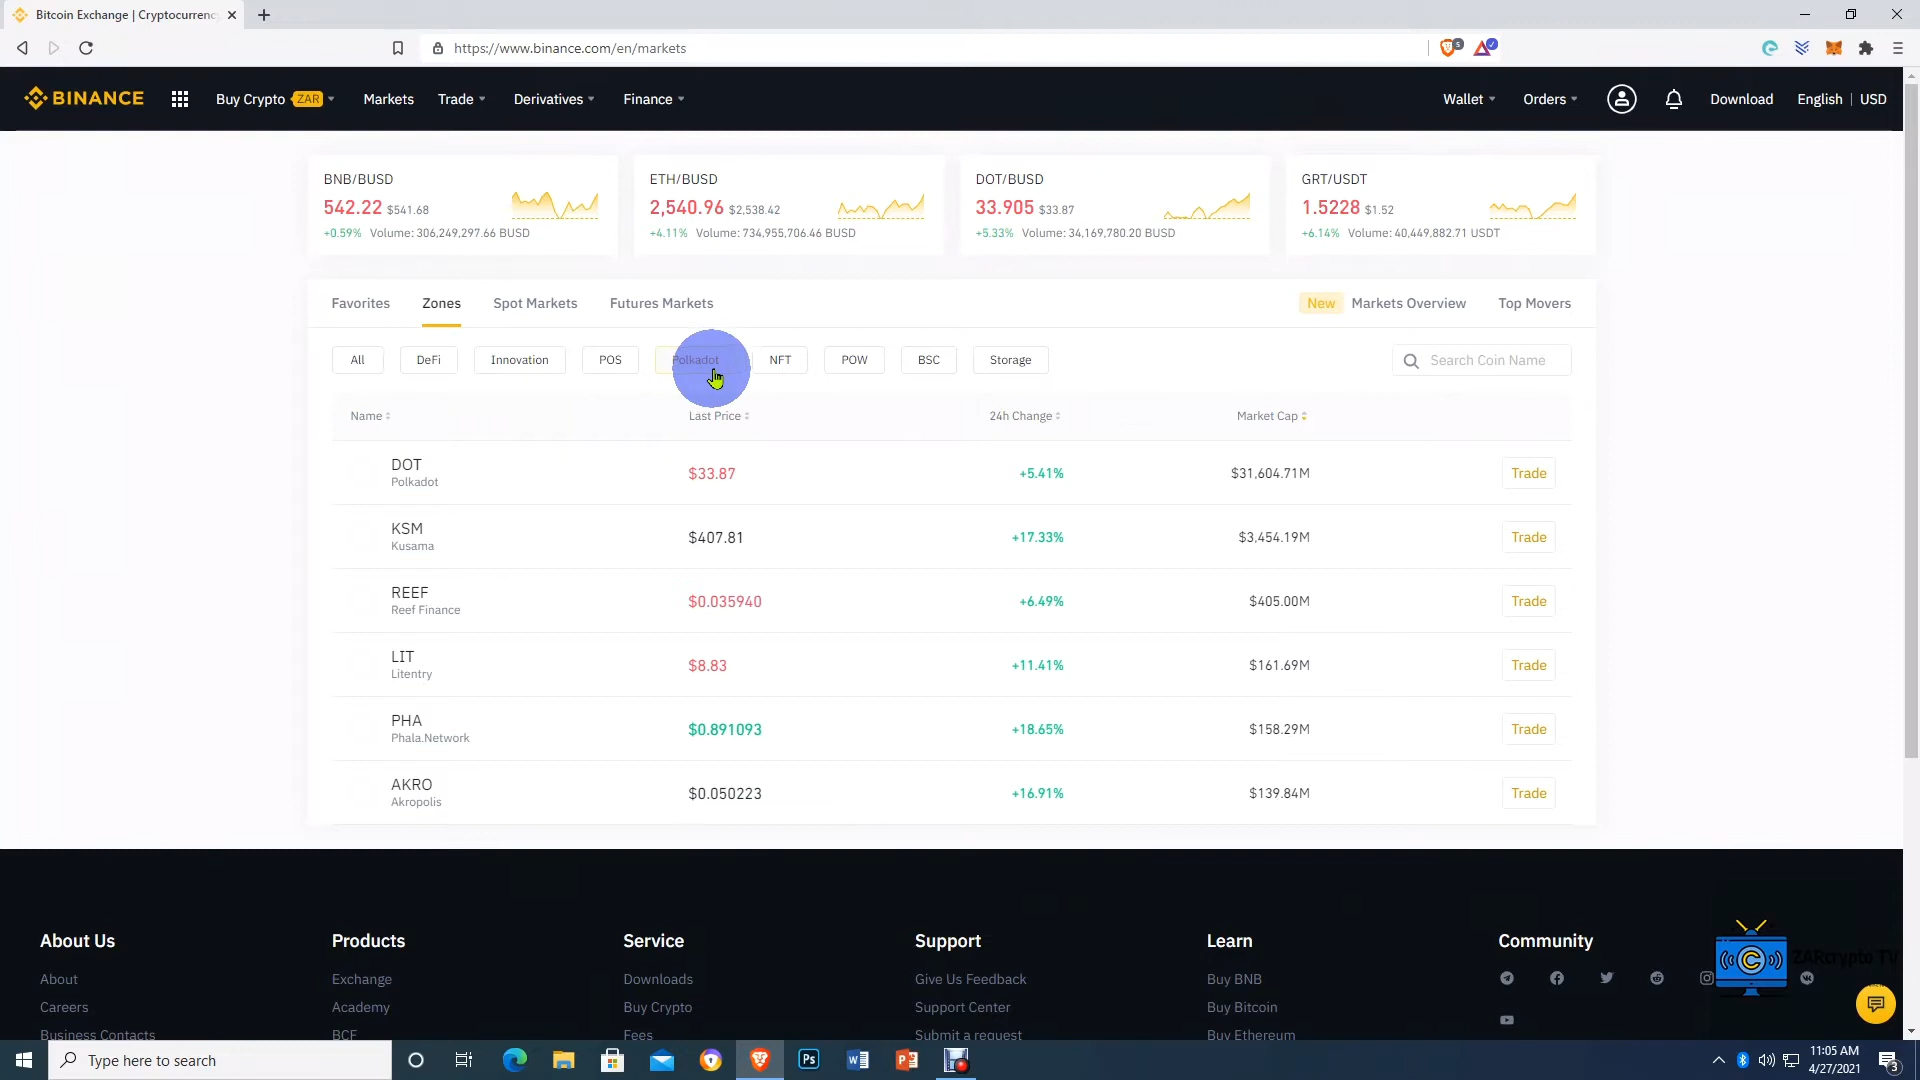 Bitcoin Exchange | Cryptocurrenc
https://www.binance.com/en/markets
5
BINANCE Buy Crypto ZAR Markets Trade Derivatives Finance Wallet Orders Download English | USD
BNB/BUSD
542.22 $541.68
+0.59% Volume: 306,249,297.66 BUSD
ETH/BUSD
2,540.96 $2,538.42
+4.11% Volume: 734,955,706.46 BUSD
DOT/BUSD
33.905 $33.87
+5.33% Volume: 34,169,780.20 BUSD
GRT/USDT
1.5228 $1.52
+6.14% Volume: 40,449,882.71 USDT
Favorites Zones Spot Markets Futures Markets New Markets Overview Top Movers
All DeFi Innovation POS Polkadot NFT POW BSC Storage Search Coin Name
Name Last Price 24h Change Market Cap
DOT
Polkadot
$33.87 +5.41% $31,604.71M Trade
KSM
Kusama
$407.81 +17.33% $3,454.19M Trade
REEF
Reef Finance
$0.035940 +6.49% $405.00M Trade
LIT
Litentry
$8.83 +11.41% $161.69M Trade
PHA
Phala.Network
$0.891093 +18.65% $158.29M Trade
AKRO
Akropolis
$0.050223 +16.91% $139.84M Trade
About Us Products Service Support Learn Community
About Exchange Downloads Give Us Feedback Buy BNB
Careers Academy Buy Crypto Support Center Buy Bitcoin
Business Contacts BCF Fees Submit a request Buy Ethereum
ZARcrypto TV
Type here to search
Ps
11:05 AM
4/27/2021
3